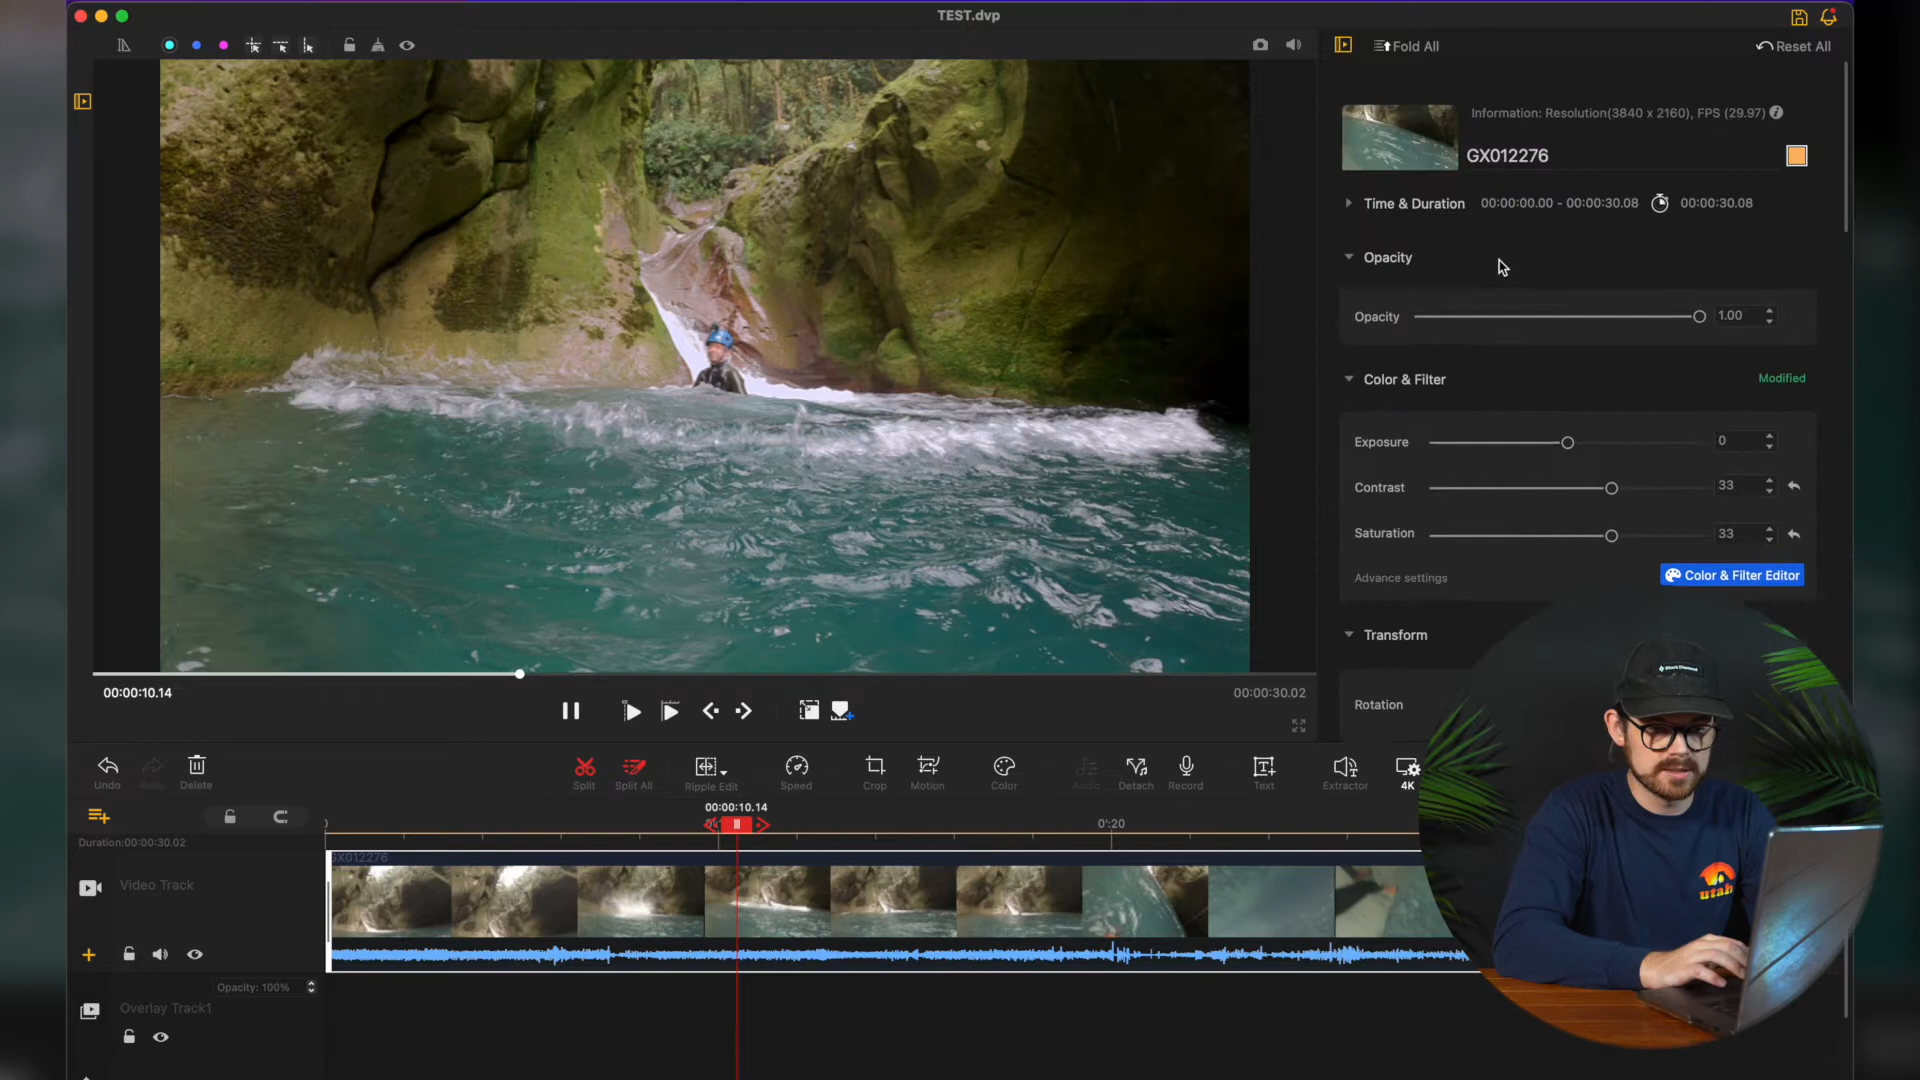 TEST.dvp
Fold All
Reset All
Information: Resolution(3840 x 2160), FPS (29.97)
GX012276
Time & Duration 00:00:00.00 - 00:00:30.08 00:00:30.08
Opacity
Opacity 1.00
Color & Filter Modified
Exposure 0
Contrast 33
Saturation 33
Advance settings Color & Filter Editor
Transform
Rotation
00:00:10.14
00:00:30.02
Undo Redo Delete Split Split All Ripple Edit Speed Crop Motion Color Audio Detach Record Text Extractor 4K
00:00:10.14
0:20
Duration:00:00:30.02
GX012276
Video Track
Opacity: 100%
Overlay Track1
Black Diamond
utah